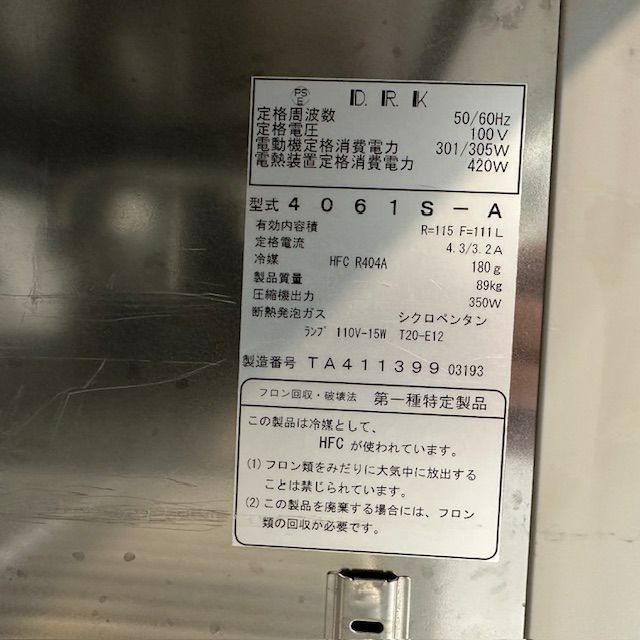 PS
E
D.R.K
定格周波数 50/60Hz
定格電圧 100V
電動機定格消費電力 301/305W
電熱装置定格消費電力 420W
型式 4061S-A
有効内容積 R=115 F=111L
定格電流 4.3/3.2A
冷媒 HFC R404A 180g
製品質量 89kg
圧縮機出力 350W
断熱発泡ガス シクロペンタン
ﾗﾝﾌﾟ 110V-15W T20-E12
製造番号 TA411399 03193
フロン回収・破壊法 第一種特定製品
この製品は冷媒として、
HFC が使われています。
(1) フロン類をみだりに大気中に放出する
ことは禁じられています。
(2) この製品を廃棄する場合には、フロン
類の回収が必要です。